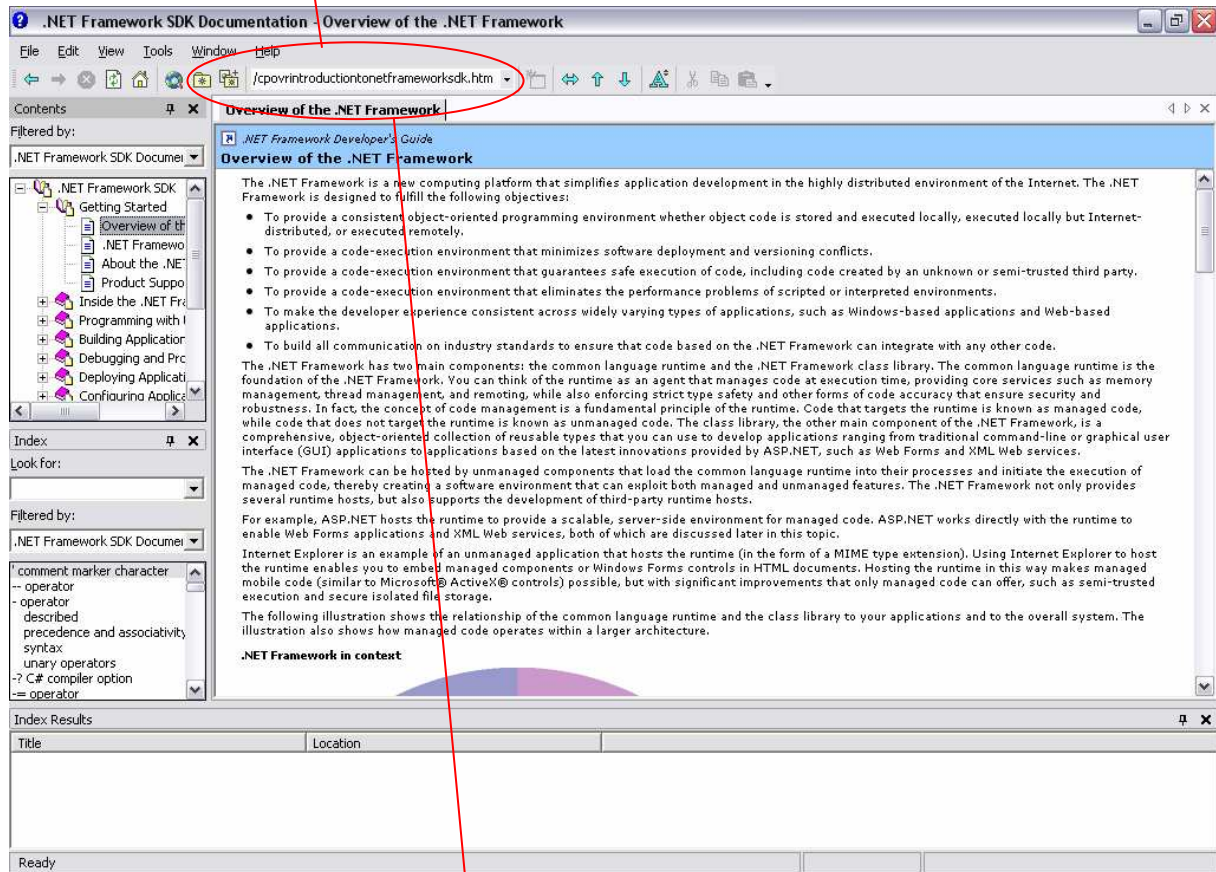 .NET Framework SDK Documentation - Overview of the .NET Framework
File Edit View Tools Window Help
/cpovrintroductiontonetframeworksdk.htm
Contents
Filtered by:
.NET Framework SDK Documei
.NET Framework SDK
Getting Started
Overview of th
.NET Framewo
About the .NE
Product Suppo
Inside the .NET Fra
Programming with
Building Application
Debugging and Pro
Deploying Applicati
Configuring Applica
Index
Look for:
Filtered by:
.NET Framework SDK Documei
' comment marker character
-- operator
- operator
described
precedence and associativity
syntax
unary operators
-? C# compiler option
-= operator
Overview of the .NET Framework
.NET Framework Developer's Guide
Overview of the .NET Framework
The .NET Framework is a new computing platform that simplifies application development in the highly distributed environment of the Internet. The .NET
Framework is designed to fulfill the following objectives:
• To provide a consistent object-oriented programming environment whether object code is stored and executed locally, executed locally but Internet-
distributed, or executed remotely.
• To provide a code-execution environment that minimizes software deployment and versioning conflicts.
• To provide a code-execution environment that guarantees safe execution of code, including code created by an unknown or semi-trusted third party.
• To provide a code-execution environment that eliminates the performance problems of scripted or interpreted environments.
• To make the developer experience consistent across widely varying types of applications, such as Windows-based applications and Web-based
applications.
• To build all communication on industry standards to ensure that code based on the .NET Framework can integrate with any other code.
The .NET Framework has two main components: the common language runtime and the .NET Framework class library. The common language runtime is the
foundation of the .NET Framework. You can think of the runtime as an agent that manages code at execution time, providing core services such as memory
management, thread management, and remoting, while also enforcing strict type safety and other forms of code accuracy that ensure security and
robustness. In fact, the concept of code management is a fundamental principle of the runtime. Code that targets the runtime is known as managed code,
while code that does not target the runtime is known as unmanaged code. The class library, the other main component of the .NET Framework, is a
comprehensive, object-oriented collection of reusable types that you can use to develop applications ranging from traditional command-line or graphical user
interface (GUI) applications to applications based on the latest innovations provided by ASP.NET, such as Web Forms and XML Web services.
The .NET Framework can be hosted by unmanaged components that load the common language runtime into their processes and initiate the execution of
managed code, thereby creating a software environment that can exploit both managed and unmanaged features. The .NET Framework not only provides
several runtime hosts, but also supports the development of third-party runtime hosts.
For example, ASP.NET hosts the runtime to provide a scalable, server-side environment for managed code. ASP.NET works directly with the runtime to
enable Web Forms applications and XML Web services, both of which are discussed later in this topic.
Internet Explorer is an example of an unmanaged application that hosts the runtime (in the form of a MIME type extension). Using Internet Explorer to host
the runtime enables you to embed managed components or Windows Forms controls in HTML documents. Hosting the runtime in this way makes managed
mobile code (similar to Microsoft® ActiveX® controls) possible, but with significant improvements that only managed code can offer, such as semi-trusted
execution and secure isolated file storage.
The following illustration shows the relationship of the common language runtime and the class library to your applications and to the overall system. The
illustration also shows how managed code operates within a larger architecture.
.NET Framework in context
Index Results
Title Location
Ready